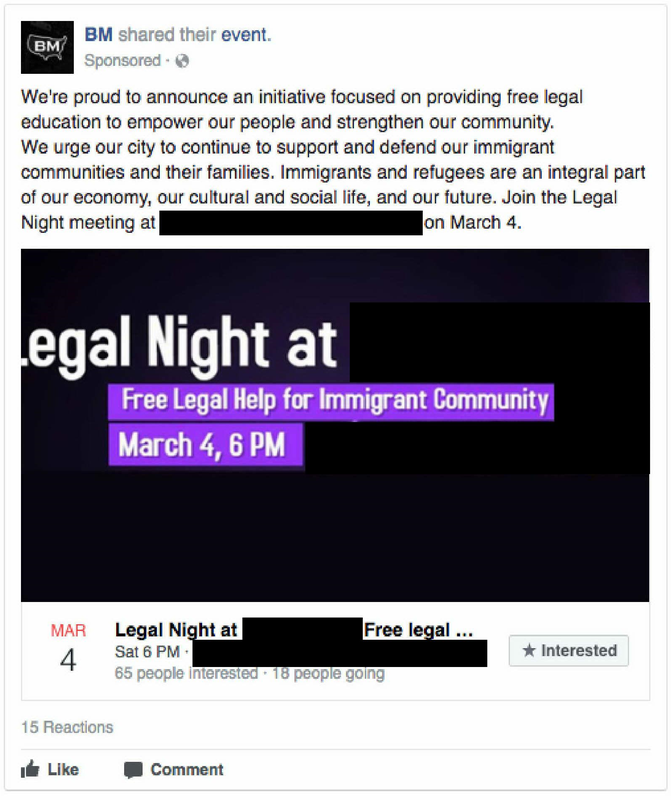 BM
BM shared their event.
Sponsored ·
We're proud to announce an initiative focused on providing free legal
education to empower our people and strengthen our community.
We urge our city to continue to support and defend our immigrant
communities and their families. Immigrants and refugees are an integral part
of our economy, our cultural and social life, and our future. Join the Legal
Night meeting at on March 4.
egal Night at
Free Legal Help for Immigrant Community
March 4, 6 PM
MAR
4
Legal Night at Free legal ...
Sat 6 PM ·
65 people interested · 18 people going
★ Interested
15 Reactions
Like Comment